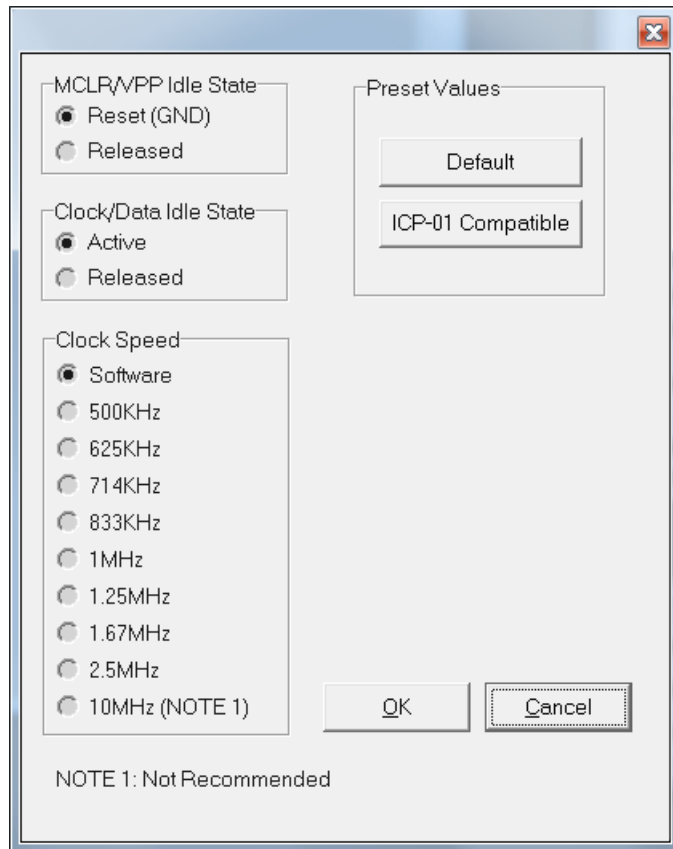 MCLR/VPP Idle State
Reset (GND)
Released
Clock/Data Idle State
Active
Released
Clock Speed
Software
500KHz
625KHz
714KHz
833KHz
1MHz
1.25MHz
1.67MHz
2.5MHz
10MHz (NOTE 1)
Preset Values
Default
ICP-01 Compatible
OK
Cancel
NOTE 1: Not Recommended